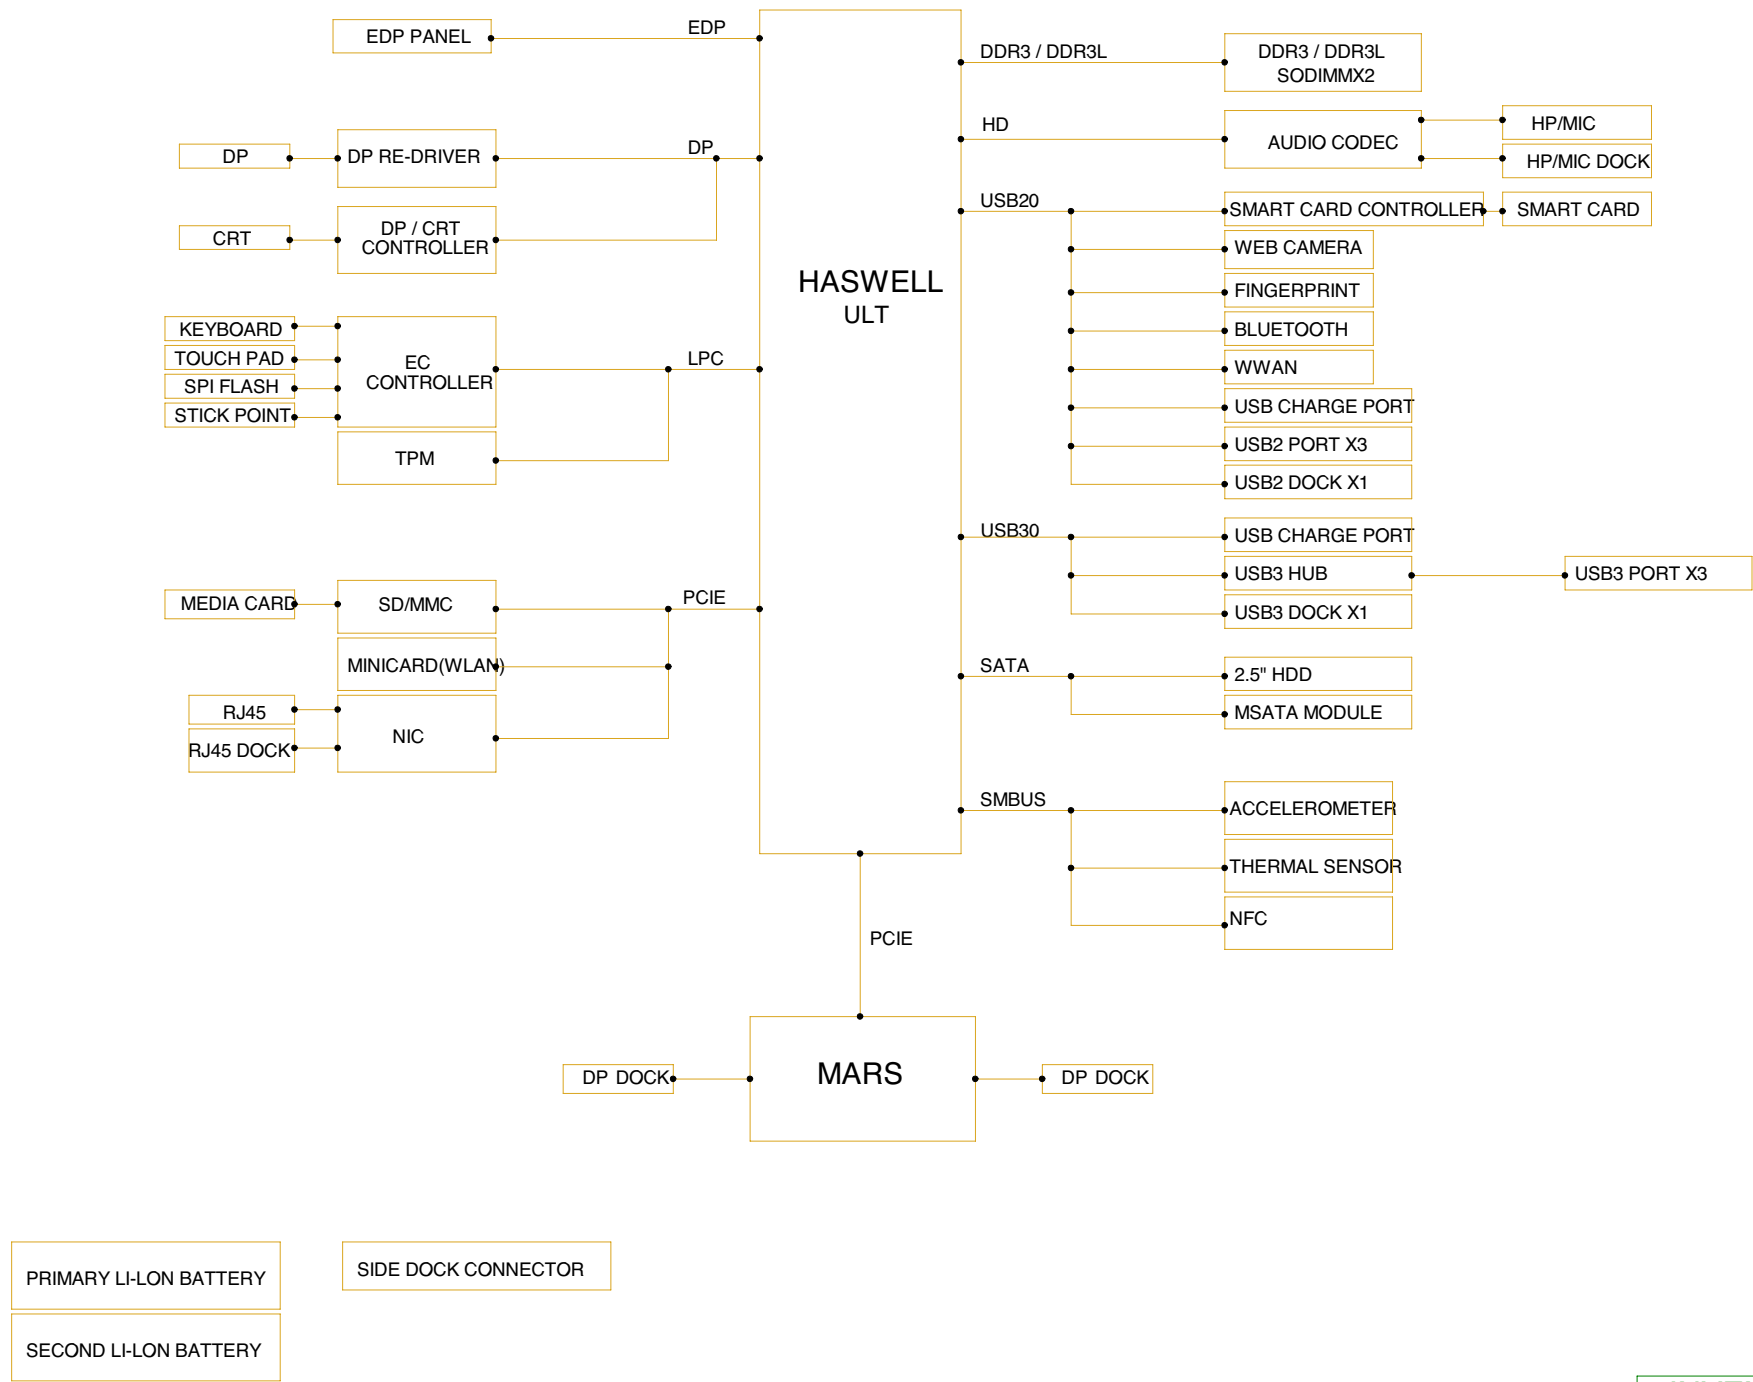 EDP PANEL
EDP
DDR3 / DDR3L
DDR3 / DDR3L
SODIMMX2
HD
AUDIO CODEC
HP/MIC
HP/MIC DOCK
DP
DP RE-DRIVER
DP
CRT
DP / CRT
CONTROLLER
USB20
SMART CARD CONTROLLER
SMART CARD
WEB CAMERA
FINGERPRINT
BLUETOOTH
WWAN
USB CHARGE PORT
USB2 PORT X3
USB2 DOCK X1
HASWELL
ULT
KEYBOARD
TOUCH PAD
SPI FLASH
STICK POINT
EC
CONTROLLER
LPC
TPM
USB30
USB CHARGE PORT
USB3 HUB
USB3 PORT X3
USB3 DOCK X1
MEDIA CARD
SD/MMC
PCIE
MINICARD(WLAN)
RJ45
RJ45 DOCK
NIC
SATA
2.5" HDD
MSATA MODULE
SMBUS
ACCELEROMETER
THERMAL SENSOR
NFC
PCIE
DP DOCK
MARS
DP DOCK
PRIMARY LI-LON BATTERY
SIDE DOCK CONNECTOR
SECOND LI-LON BATTERY